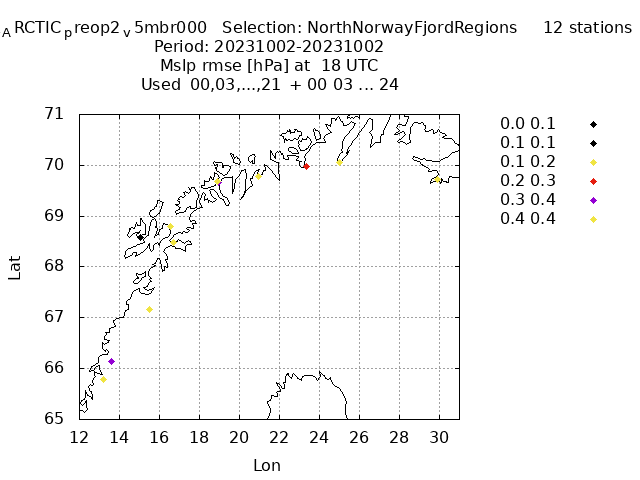 ARCTICpreop2v5mbr000 Selection: NorthNorwayFjordRegions 12 stations
Period: 20231002-20231002
Mslp rmse [hPa] at 18 UTC
Used 00,03,...,21 + 00 03 ... 24
71
70
69
68
67
66
65
Lat
12 14 16 18 20 22 24 26 28 30
Lon
0.0 0.1
0.1 0.1
0.1 0.2
0.2 0.3
0.3 0.4
0.4 0.4